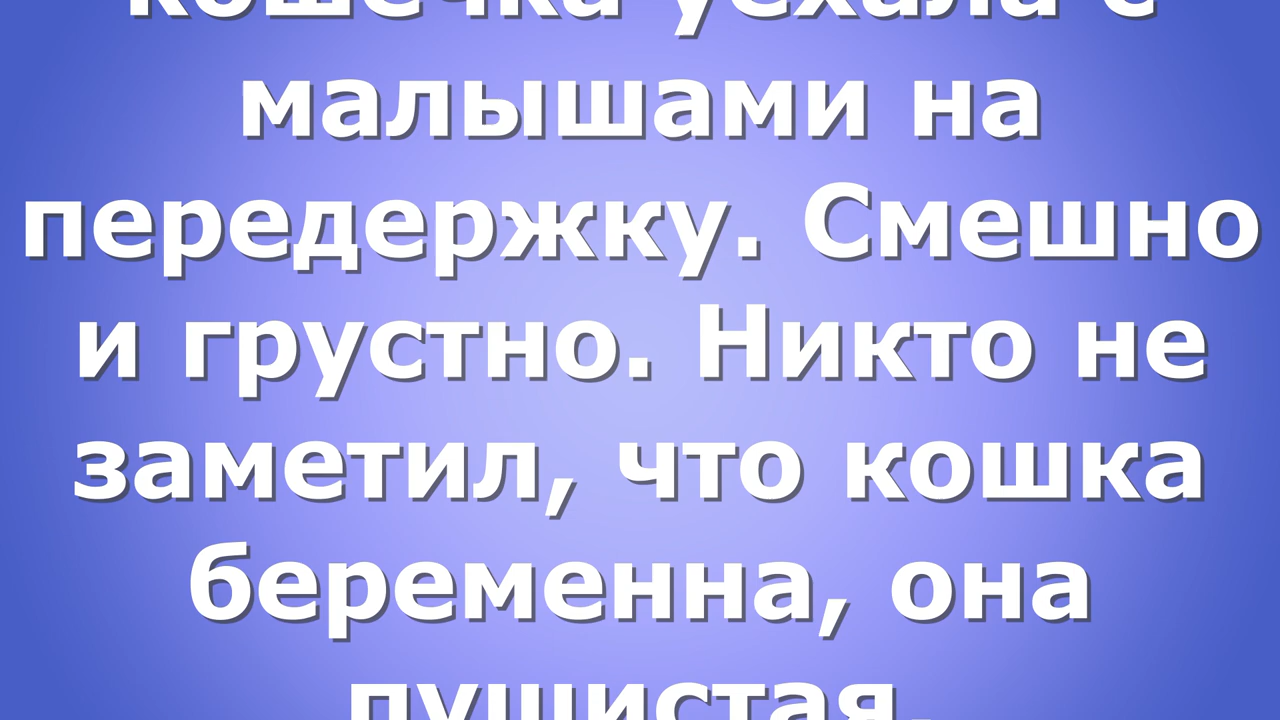 кошечка уехала с
малышами на
передержку. Смешно
и грустно. Никто не
заметил, что кошка
беременна, она
пушистая.